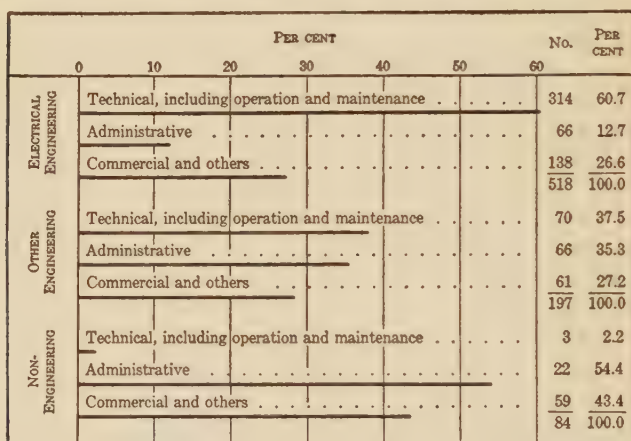 PER CENT No. PER CENT
0 10 20 30 40 50 60
ELECTRICAL ENGINEERING
Technical, including operation and maintenance . . . . . . 314 60.7
Administrative . . . . . . . . . . . . . . . . . . . . 66 12.7
Commercial and others . . . . . . . . . . . . . . . . 138 26.6
518 100.0
OTHER ENGINEERING
Technical, including operation and maintenance . . . . . . 70 37.5
Administrative . . . . . . . . . . . . . . . . . . . . 66 35.3
Commercial and others . . . . . . . . . . . . . . . . 61 27.2
197 100.0
NON-ENGINEERING
Technical, including operation and maintenance . . . . . . 3 2.2
Administrative . . . . . . . . . . . . . . . . . . . . 22 54.4
Commercial and others . . . . . . . . . . . . . . . . 59 43.4
84 100.0